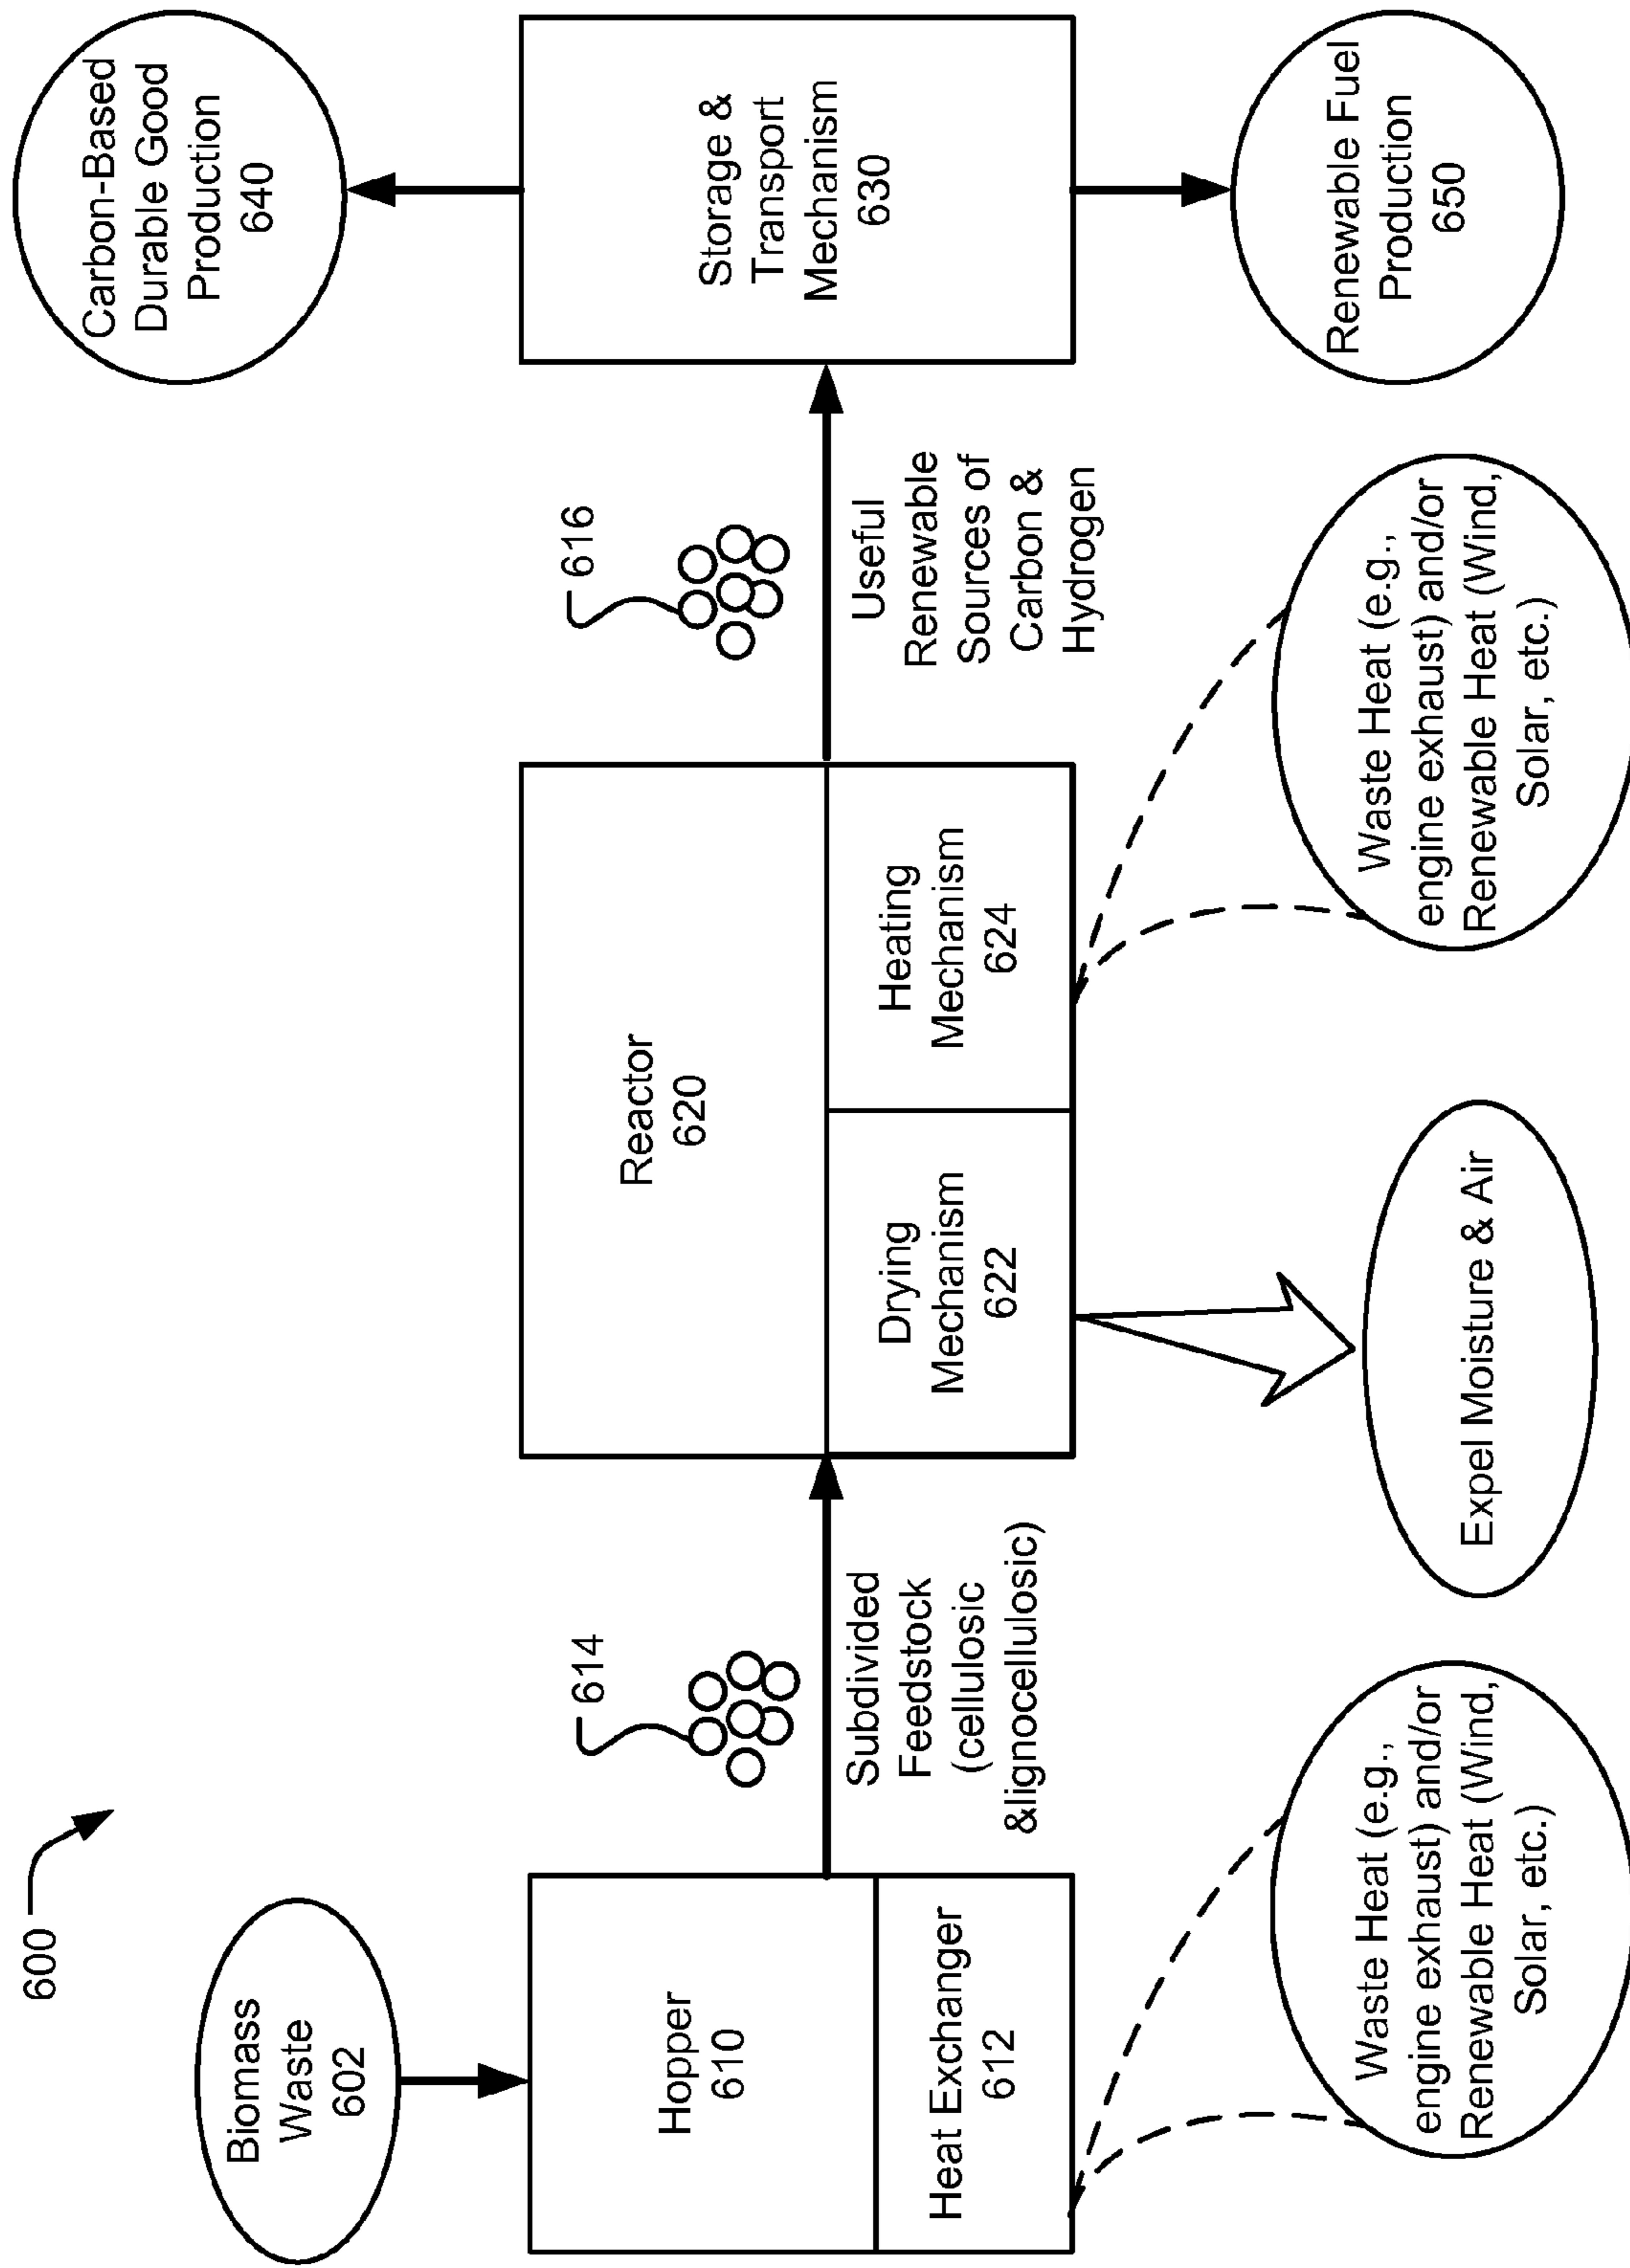 600
Biomass
Waste
602
Hopper
610
Heat Exchanger
612
Waste Heat (e.g.,
engine exhaust) and/or
Renewable Heat (Wind,
Solar, etc.)
614
Subdivided
Feedstock
(cellulosic
&lignocellulosic)
Reactor
620
Drying
Mechanism
622
Heating
Mechanism
624
Expel Moisture & Air
Waste Heat (e.g.,
engine exhaust) and/or
Renewable Heat (Wind,
Solar, etc.)
616
Useful
Renewable
Sources of
Carbon &
Hydrogen
Carbon-Based
Durable Good
Production
640
Storage &
Transport
Mechanism
630
Renewable Fuel
Production
650